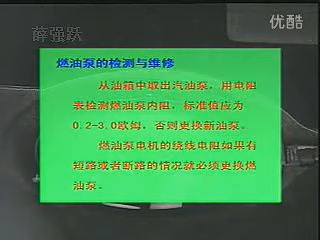 薛强跃
优酷
燃油泵的检测与维修
从油箱中取出汽油泵，用电阻
表检测燃油泵内阻，标准值应为
0.2-3.0欧姆，否则更换新油泵。
燃油泵电机的绕线电阻如果有
短路或者断路的情况就必须更换燃
油泵。